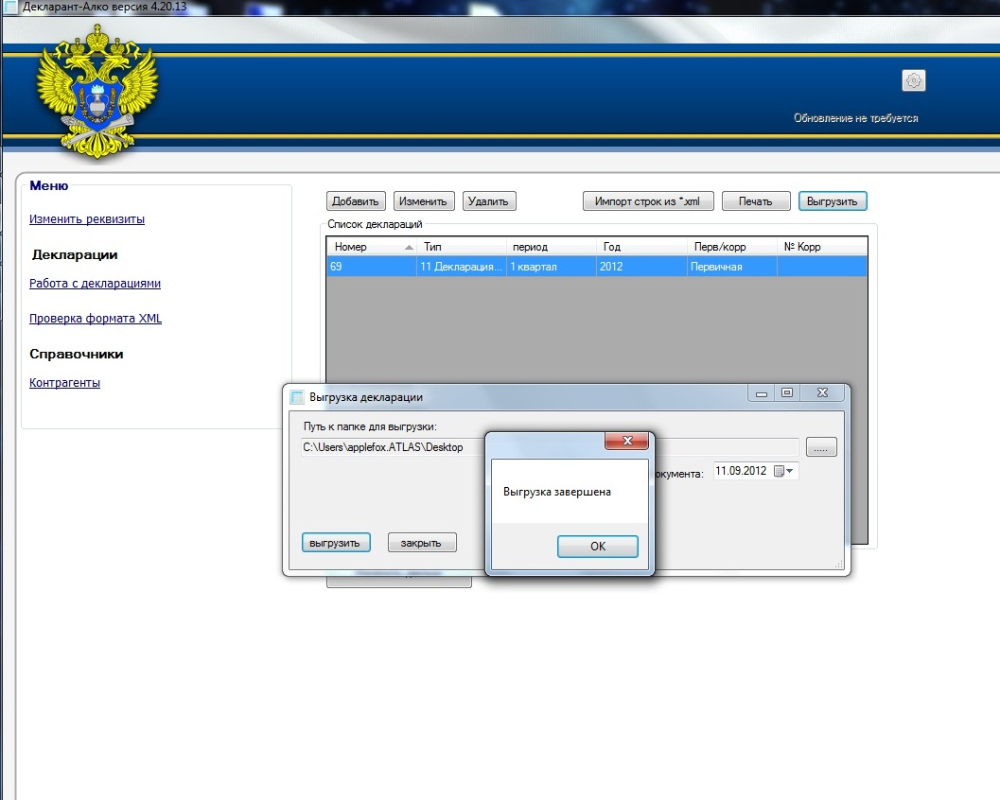 Декларант-Алко версия 4.20.13
Обновление не требуется
Меню
Изменить реквизиты
Декларации
Работа с декларациями
Проверка формата XML
Справочники
Контрагенты
Добавить Изменить Удалить Импорт строк из *.xml Печать Выгрузить
Список деклараций
Номер Тип период Год Перв/корр № Корр
69 11 Декларация... 1 квартал 2012 Первичная
Выгрузка декларации
Путь к папке для выгрузки:
C:\Users\applefox.ATLAS\Desktop .....
окумента: 11.09.2012
Выгрузка завершена
OK
выгрузить закрыть